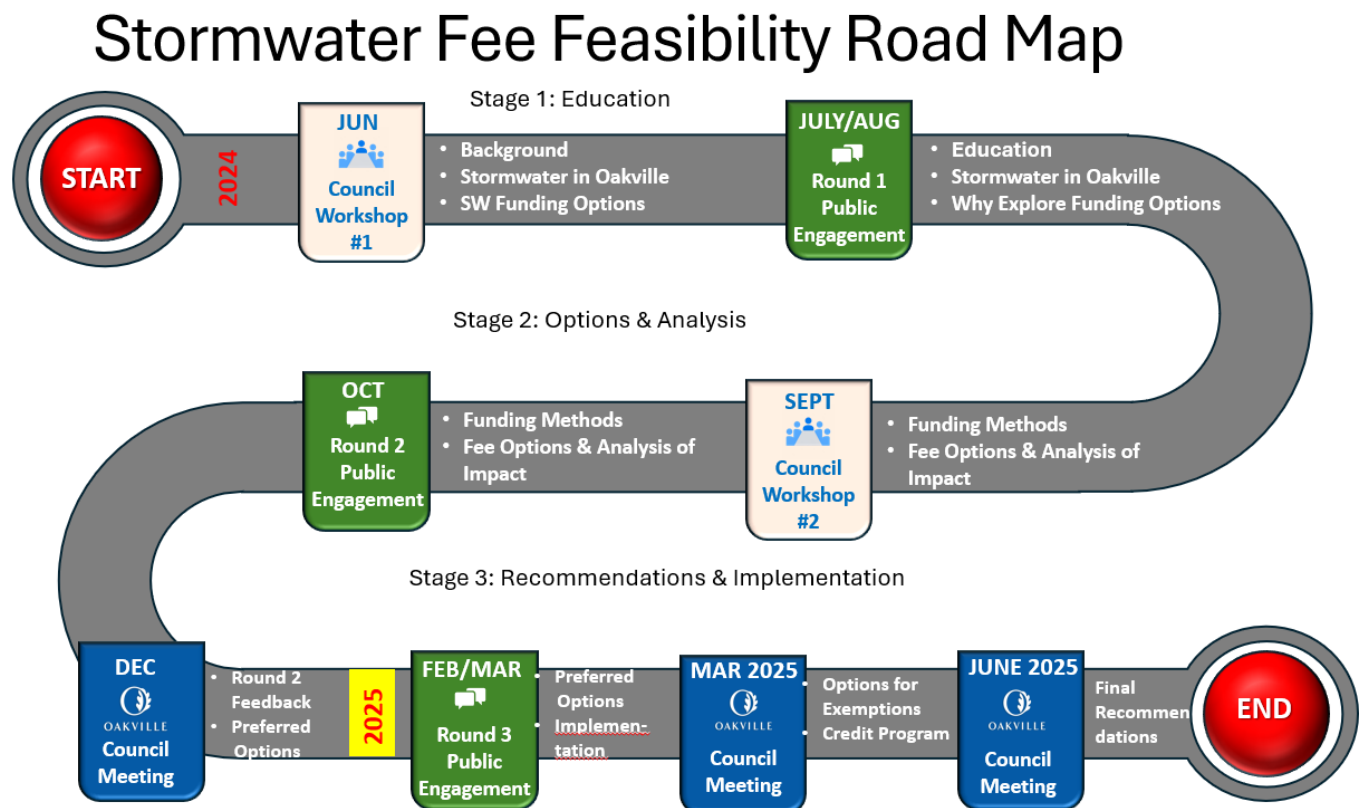 Stormwater Fee Feasibility Road Map
Stage 1: Education
START
2024
JUN
Council
Workshop
#1
• Background
• Stormwater in Oakville
• SW Funding Options
JULY/AUG
Round 1
Public
Engagement
• Education
• Stormwater in Oakville
• Why Explore Funding Options
Stage 2: Options & Analysis
SEPT
Council
Workshop
#2
• Funding Methods
• Fee Options & Analysis of
Impact
OCT
Round 2
Public
Engagement
• Funding Methods
• Fee Options & Analysis of
Impact
Stage 3: Recommendations & Implementation
DEC
OAKVILLE
Council
Meeting
• Round 2
Feedback
• Preferred
Options
2025
FEB/MAR
Round 3
Public
Engagement
• Preferred
Options
• Implemen-
tation
MAR 2025
OAKVILLE
Council
Meeting
• Options for
Exemptions
• Credit Program
JUNE 2025
OAKVILLE
Council
Meeting
Final
Recommen
dations
END